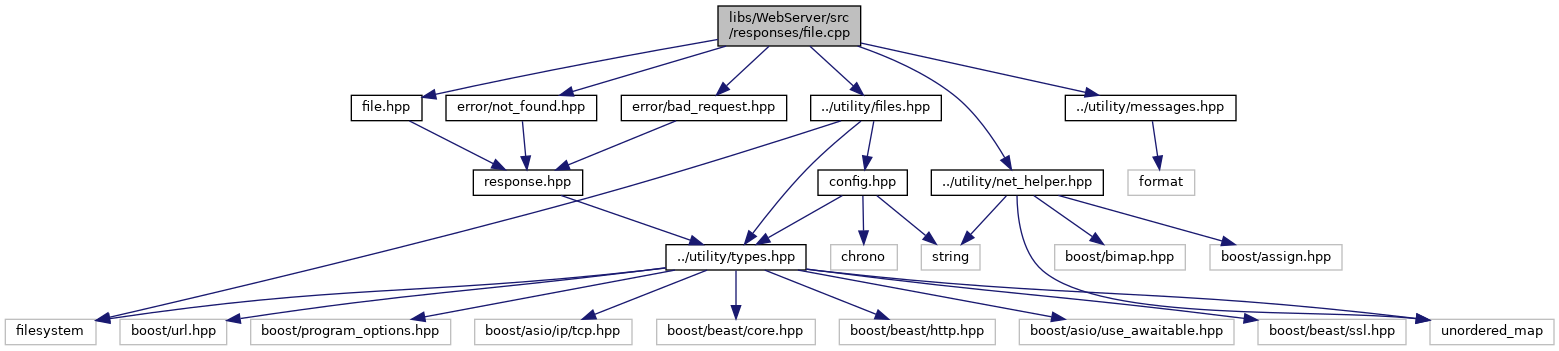 libs/WebServer/src
/responses/file.cpp
file.hpp
error/not_found.hpp
error/bad_request.hpp
../utility/files.hpp
../utility/messages.hpp
response.hpp
config.hpp
../utility/net_helper.hpp
format
../utility/types.hpp
chrono
string
boost/bimap.hpp
boost/assign.hpp
filesystem
boost/url.hpp
boost/program_options.hpp
boost/asio/ip/tcp.hpp
boost/beast/core.hpp
boost/beast/http.hpp
boost/asio/use_awaitable.hpp
boost/beast/ssl.hpp
unordered_map